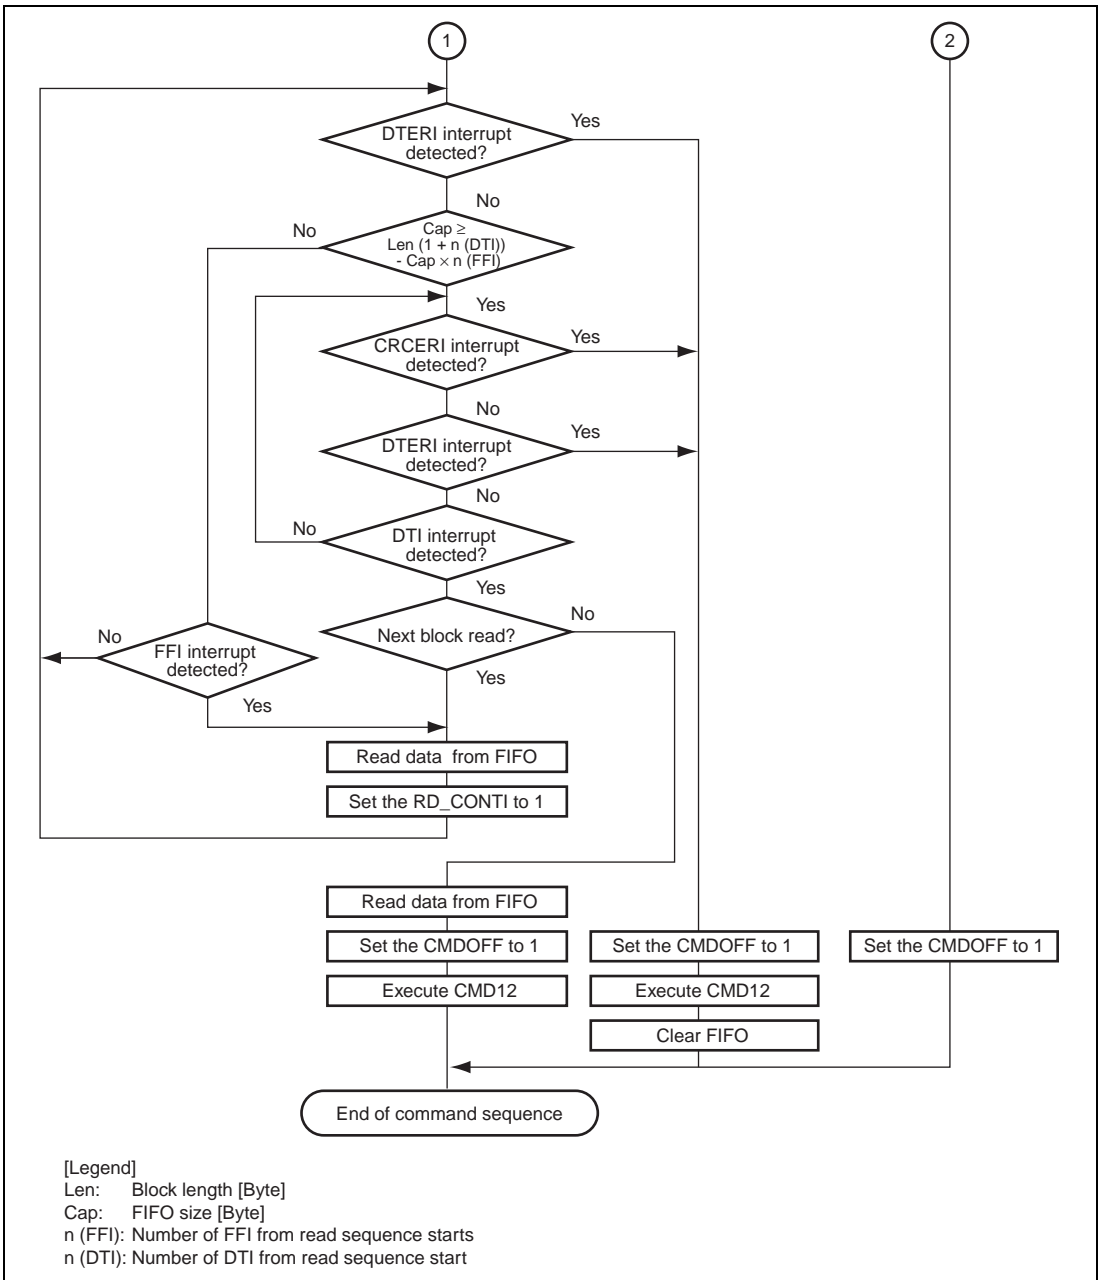 1
2
DTERI interrupt
detected?
Yes
No
No
Cap ≥
Len (1 + n (DTI))
- Cap × n (FFI)
Yes
CRCERI interrupt
detected?
Yes
No
DTERI interrupt
detected?
Yes
No
No
DTI interrupt
detected?
Yes
Next block read?
No
No
FFI interrupt
detected?
Yes
Yes
Read data from FIFO
Set the RD_CONTI to 1
Read data from FIFO
Set the CMDOFF to 1
Set the CMDOFF to 1
Set the CMDOFF to 1
Execute CMD12
Execute CMD12
Clear FIFO
End of command sequence
[Legend]
Len: Block length [Byte]
Cap: FIFO size [Byte]
n (FFI): Number of FFI from read sequence starts
n (DTI): Number of DTI from read sequence start